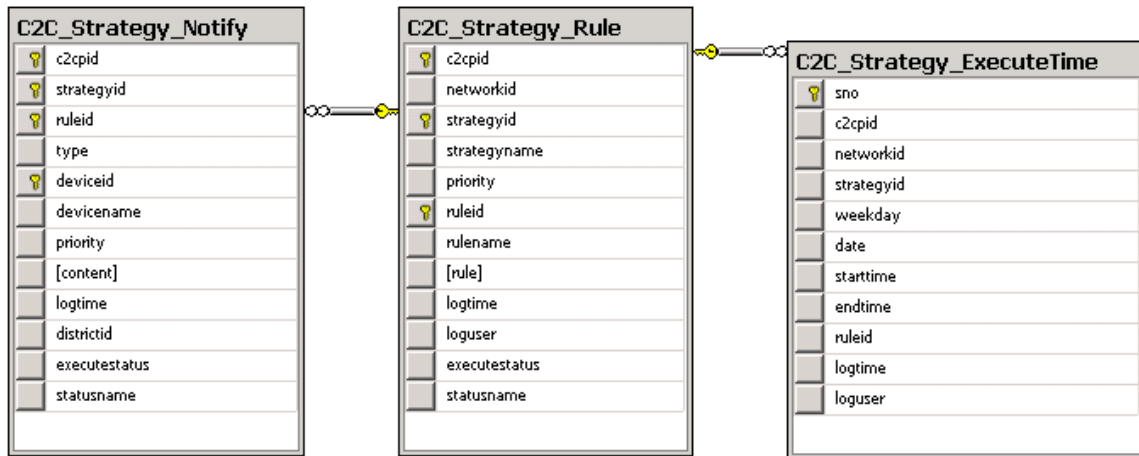 C2C_Strategy_Notify
c2cpid
strategyid
ruleid
type
deviceid
devicename
priority
[content]
logtime
districtid
executestatus
statusname
C2C_Strategy_Rule
c2cpid
networkid
strategyid
strategyname
priority
ruleid
rulename
[rule]
logtime
loguser
executestatus
statusname
C2C_Strategy_ExecuteTime
sno
c2cpid
networkid
strategyid
weekday
date
starttime
endtime
ruleid
logtime
loguser